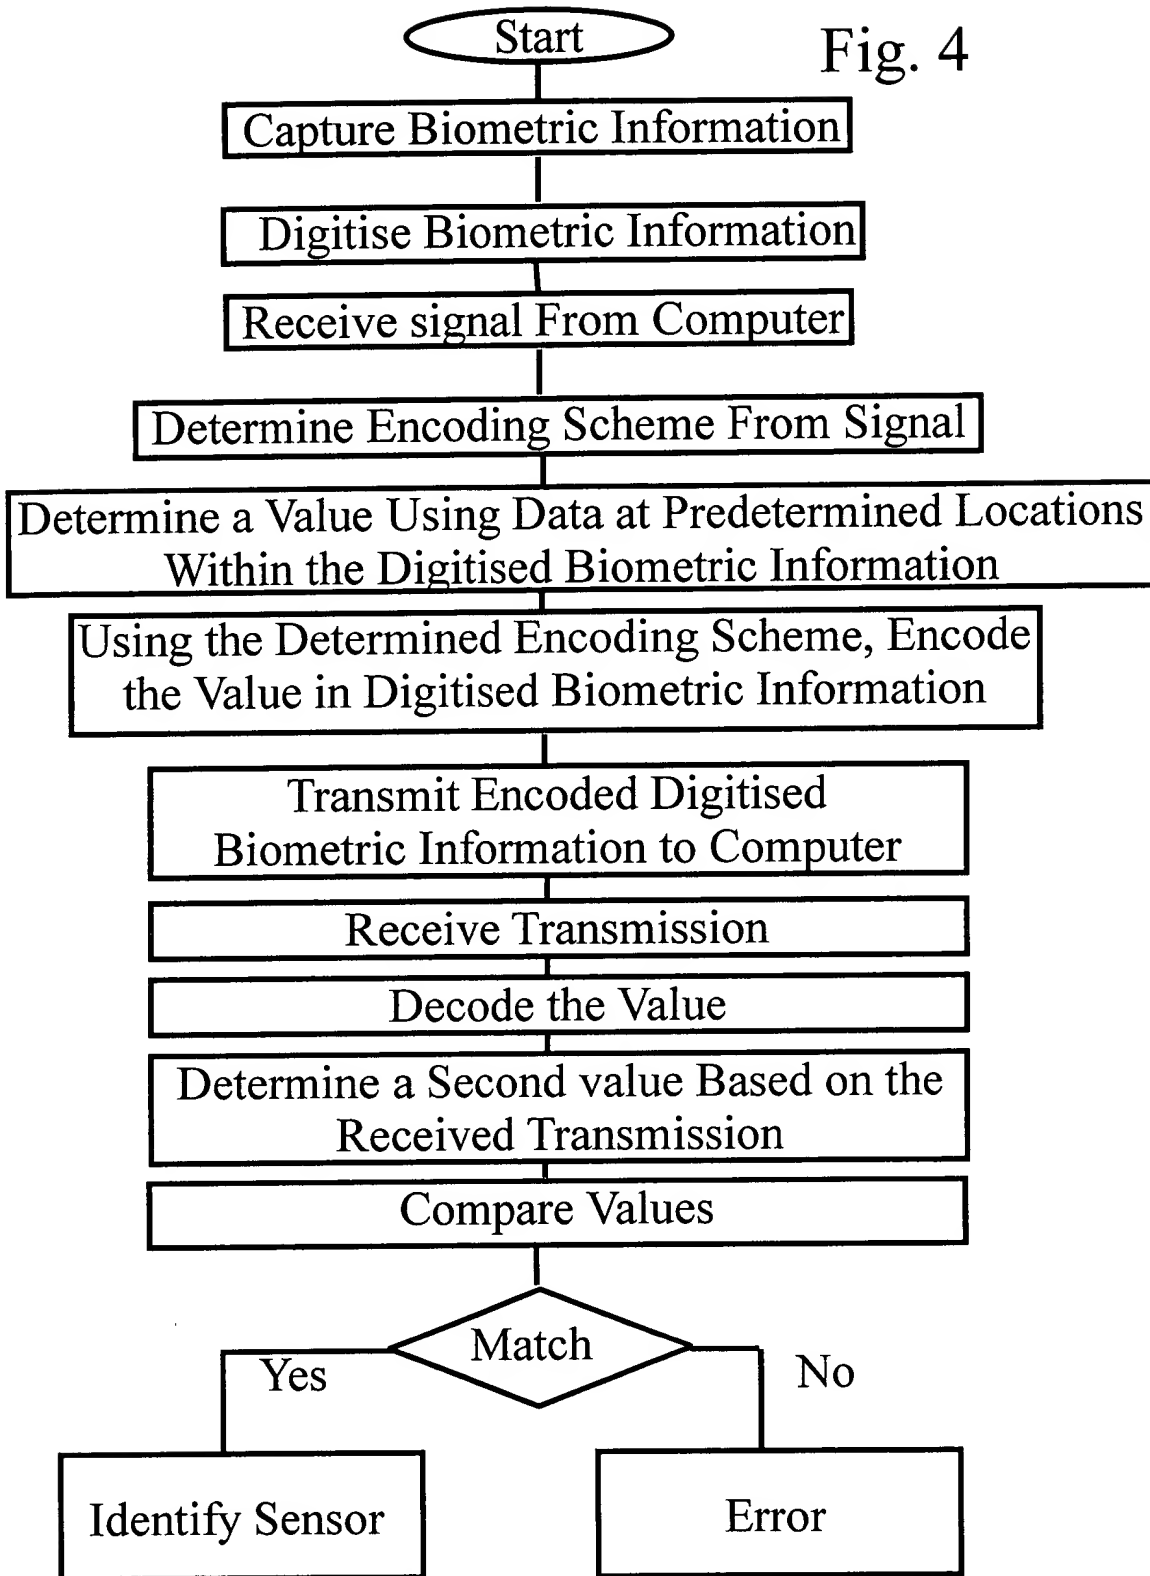 Start
Fig. 4
Capture Biometric Information
Digitise Biometric Information
Receive signal From Computer
Determine Encoding Scheme From Signal
Determine a Value Using Data at Predetermined Locations
Within the Digitised Biometric Information
Using the Determined Encoding Scheme, Encode
the Value in Digitised Biometric Information
Transmit Encoded Digitised
Biometric Information to Computer
Receive Transmission
Decode the Value
Determine a Second value Based on the
Received Transmission
Compare Values
Match
Yes
No
Identify Sensor
Error